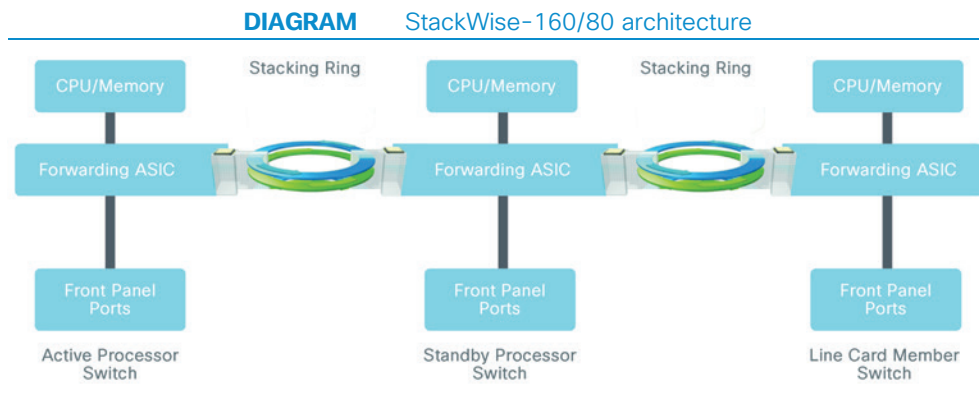 DIAGRAM StackWise-160/80 architecture
CPU/Memory
Stacking Ring
CPU/Memory
Stacking Ring
CPU/Memory
Forwarding ASIC
Forwarding ASIC
Forwarding ASIC
Front Panel
Ports
Front Panel
Ports
Front Panel
Ports
Active Processor
Switch
Standby Processor
Switch
Line Card Member
Switch